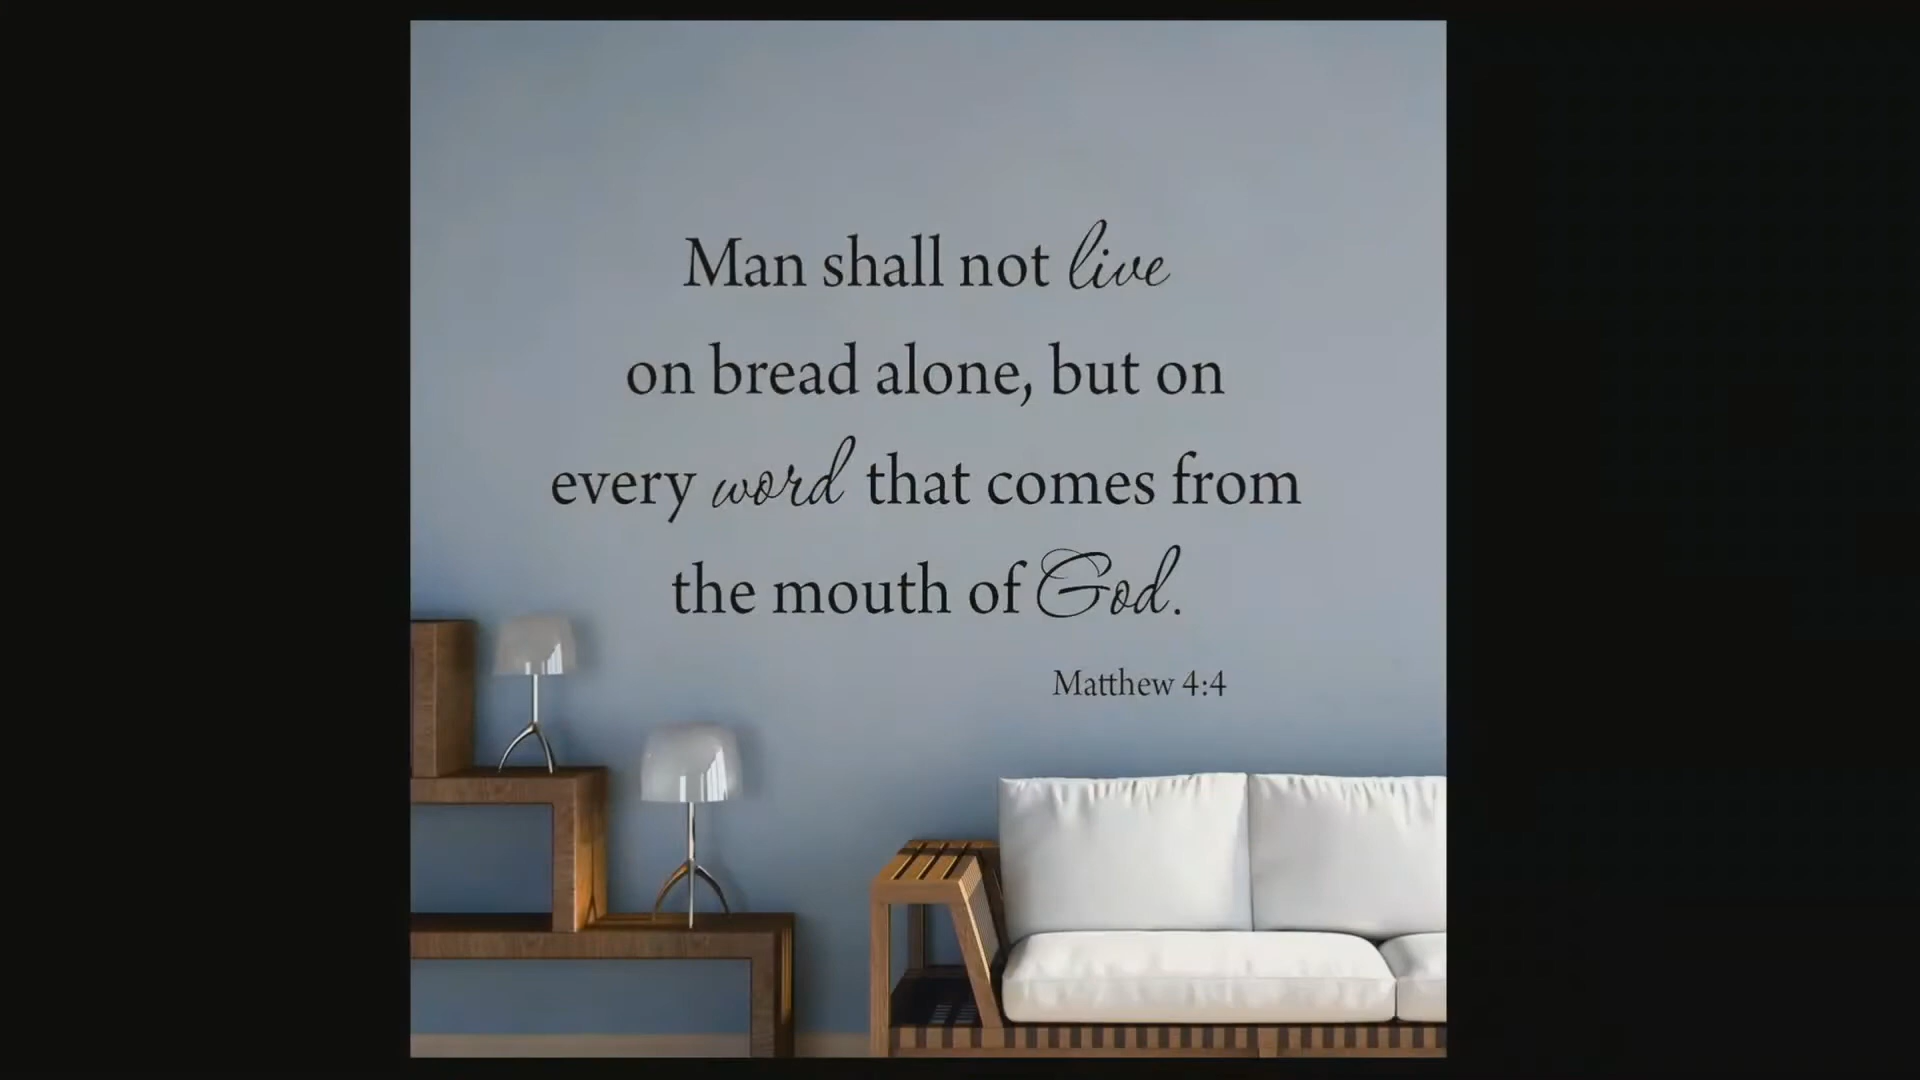 Man shall not live
on bread alone, but on
every word that comes from
the mouth of God.
Matthew 4:4